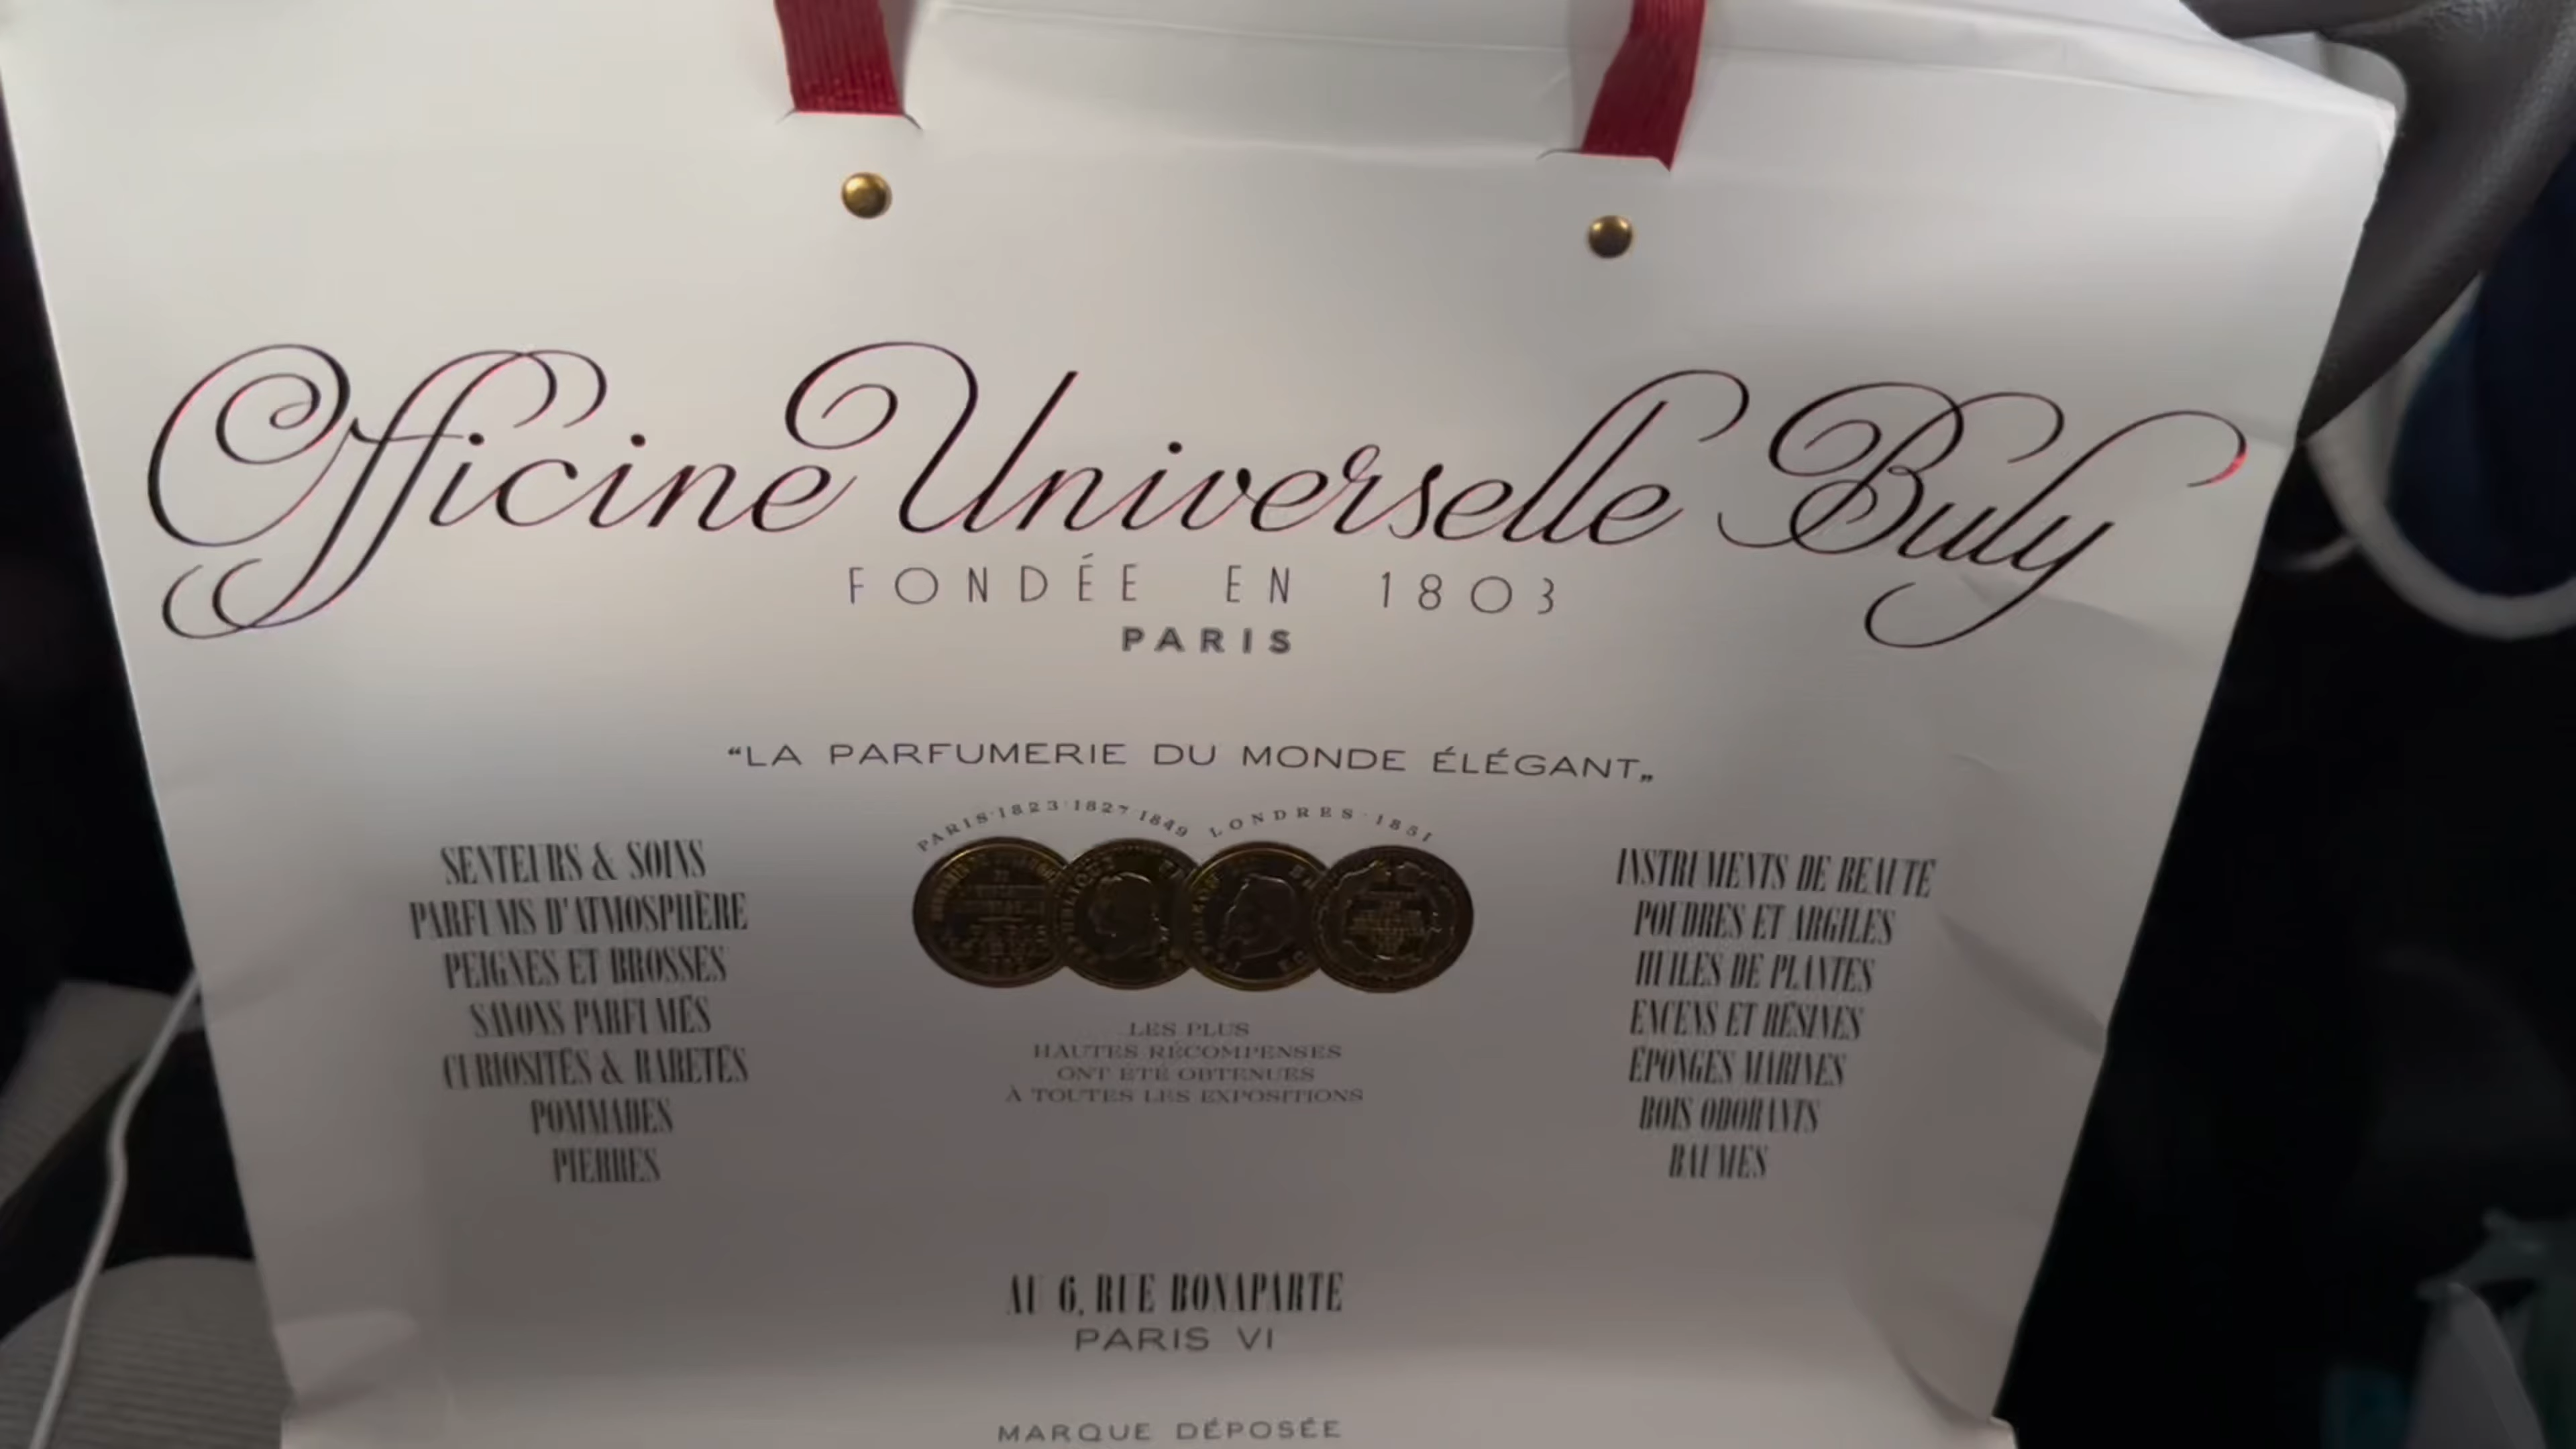 Officine Universelle Buly
FONDÉE EN 1803
PARIS
“LA PARFUMERIE DU MONDE ÉLÉGANT„
PARIS·1823·1827·1849 LONDRES·1851
SENTEURS & SOINS
PARFUMS D'ATMOSPHÈRE
PEIGNES ET BROSSES
SAVONS PARFUMÉS
CURIOSITÉS & RARETÉS
POMMADES
PIERRES
LES PLUS
HAUTES RÉCOMPENSES
ONT ÉTÉ OBTENUES
À TOUTES LES EXPOSITIONS
INSTRUMENTS DE BEAUTÉ
POUDRES ET ARGILES
HUILES DE PLANTES
ENCENS ET RÉSINES
ÉPONGES MARINES
BOIS ODORANTS
BAUMES
AU 6, RUE BONAPARTE
PARIS VI
MARQUE DÉPOSÉE